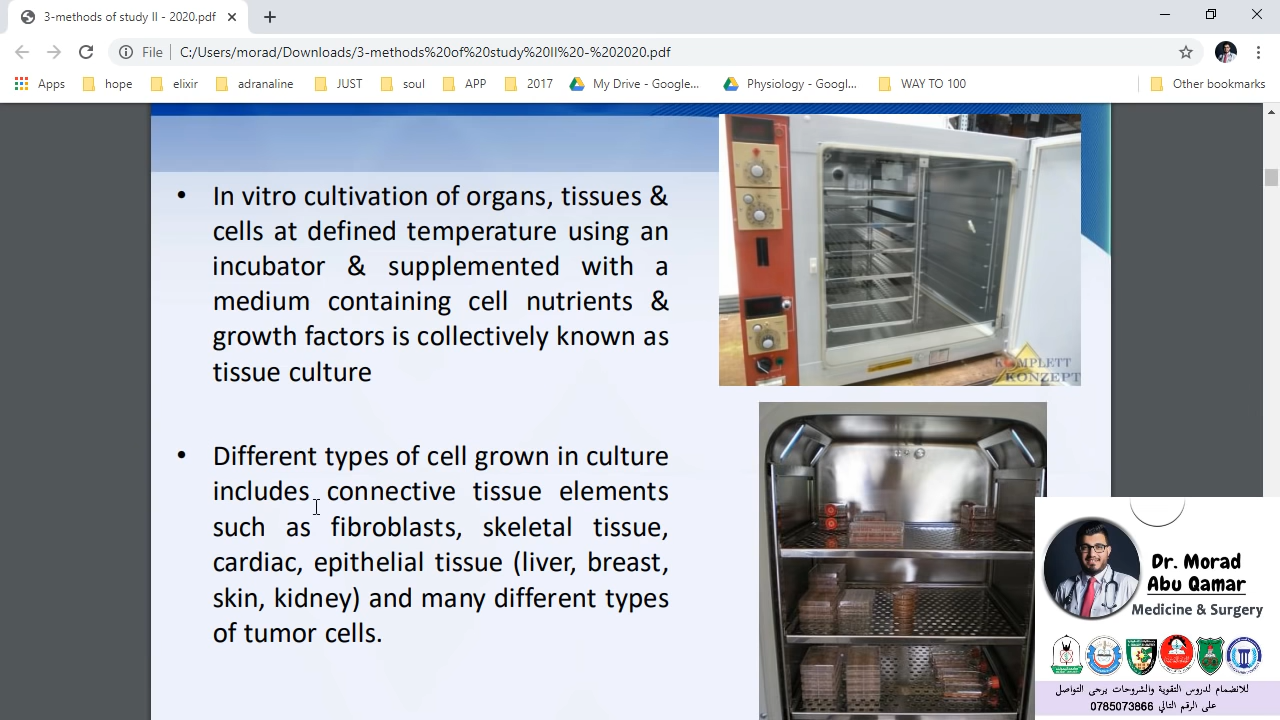 3-methods of study II - 2020.pdf
File
C:/Users/morad/Downloads/3-methods%20of%20study%20II%20-%202020.pdf
Apps
hope
elixir
adranaline
JUST
soul
APP
2017
My Drive - Google...
Physiology - Googl...
WAY TO 100
Other bookmarks
• In vitro cultivation of organs, tissues &
cells at defined temperature using an
incubator & supplemented with a
medium containing cell nutrients &
growth factors is collectively known as
tissue culture
• Different types of cell grown in culture
includes connective tissue elements
such as fibroblasts, skeletal tissue,
cardiac, epithelial tissue (liver, breast,
skin, kidney) and many different types
of tumor cells.
KOMPLETT
KONZEPT
Dr. Morad
Abu Qamar
Medicine & Surgery
للانضمام لدروس التقوية والشروحات يرجى التواصل
على الرقم التالي 0785073866